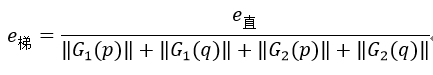 e梯 = e直 / (‖G₁(p)‖ + ‖G₁(q)‖ + ‖G₂(p)‖ + ‖G₂(q)‖)